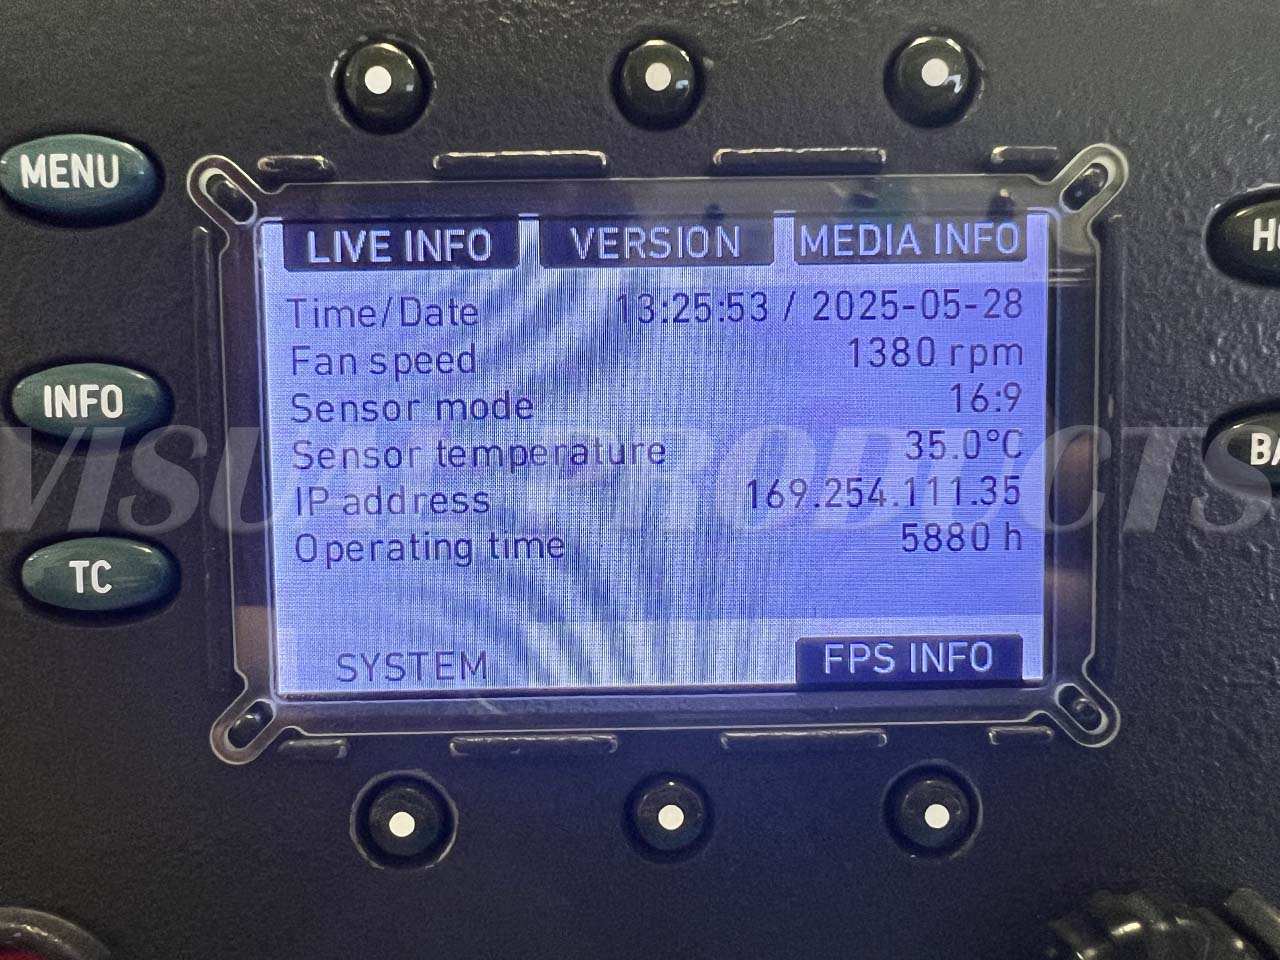 MENU
LIVE INFO VERSION MEDIA INFO
Time/Date 13:25:53 / 2025-05-28
Fan speed 1380 rpm
INFO
Sensor mode 16:9
Sensor temperature 35.0°C
VISUAL PRODUCTS
IP address 169.254.111.35
Operating time 5880 h
TC
SYSTEM FPS INFO